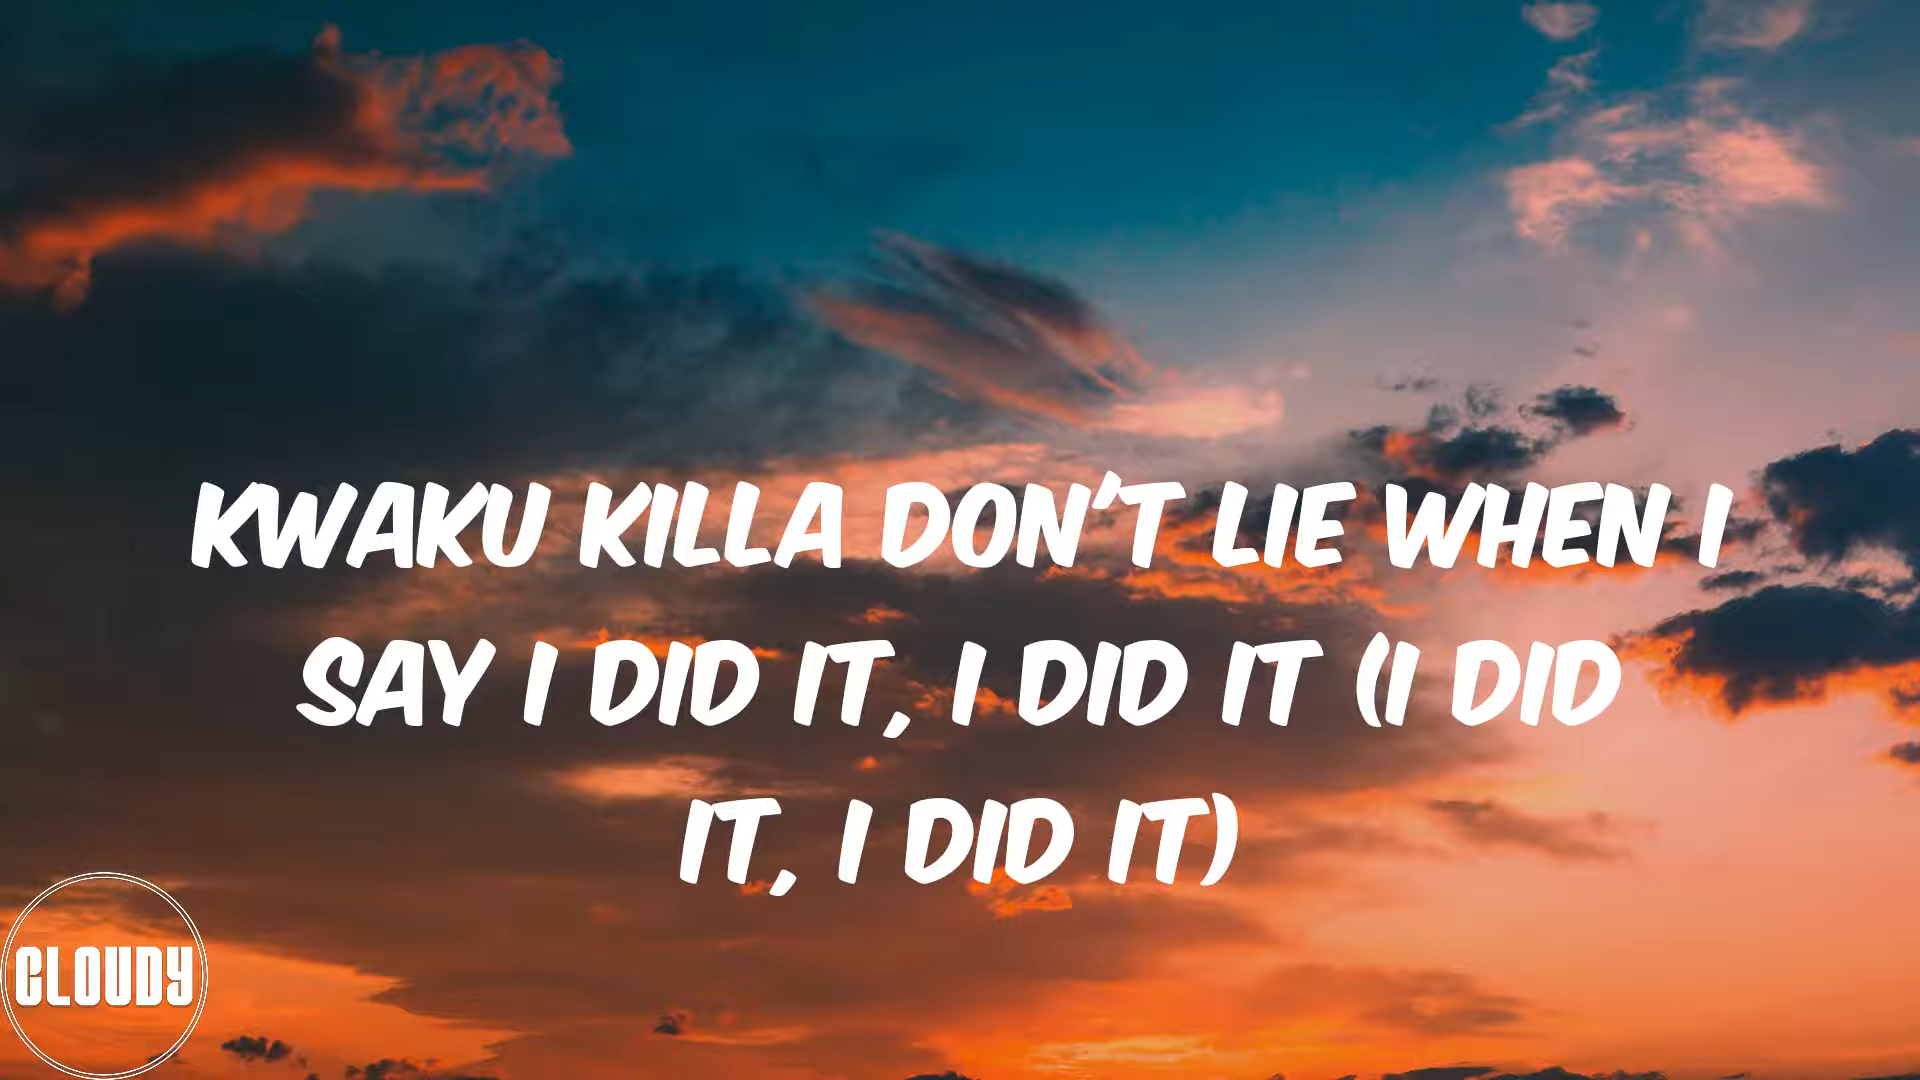 KWAKU KILLA DON'T LIE WHEN I
SAY I DID IT, I DID IT (I DID
IT, I DID IT)
CLOUDY